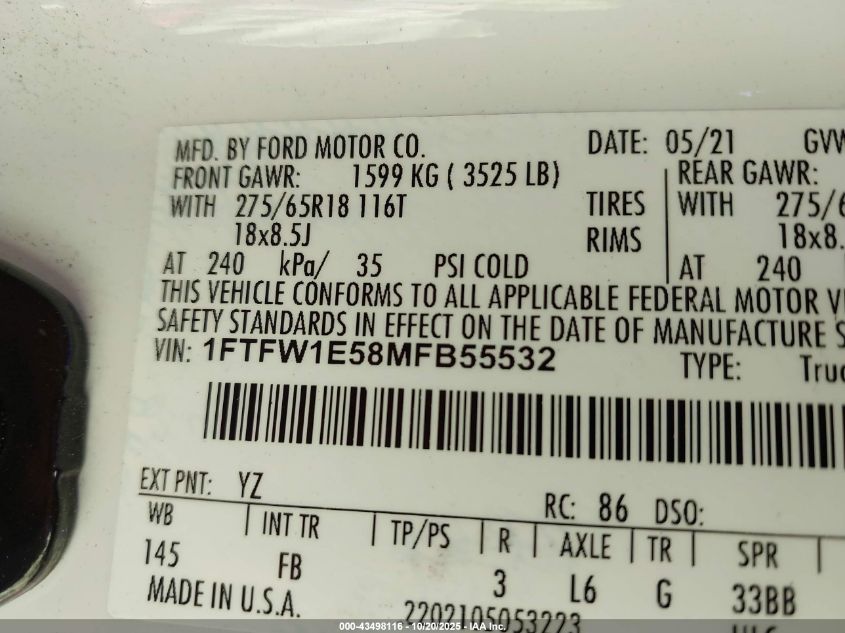 MFD. BY FORD MOTOR CO. DATE: 05/21
FRONT GAWR: 1599 KG ( 3525 LB) REAR GAWR:
WITH 275/65R18 116T TIRES WITH
18x8.5J RIMS
AT 240 kPa/ 35 PSI COLD AT 240
THIS VEHICLE CONFORMS TO ALL APPLICABLE FEDERAL MOTOR
SAFETY STANDARDS IN EFFECT ON THE DATE OF MANUFACTURE
VIN: 1FTFW1E58MFB55532 TYPE:
EXT PNT: YZ RC: 86 DSO:
WB | INT TR | TP/PS | R | AXLE | TR | SPR |
145 FB 3 L6 G 33BB
MADE IN U.S.A. 2202105053223
000-43498116 - 10/20/2025 - COPYRIGHT IAA, INC.